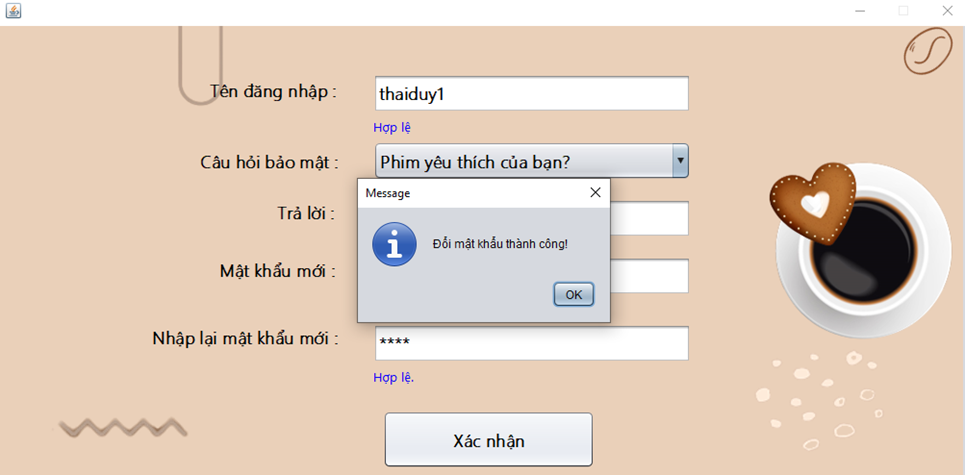 Tên đăng nhập :
thaiduy1
Hợp lệ
Câu hỏi bảo mật :
Phim yêu thích của bạn?
Message
Trả lời :
Đổi mật khẩu thành công!
Mật khẩu mới :
OK
Nhập lại mật khẩu mới :
****
Hợp lệ.
Xác nhận